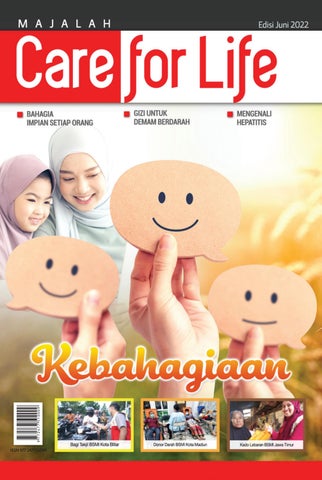 MAJALAH
Edisi Juni 2022
Care for Life
BAHAGIA
IMPIAN SETIAP ORANG
GIZI UNTUK
DEMAM BERDARAH
MENGENALI
HEPATITIS
Kebahagiaan
Bagi Takjil BSMI Kota Blitar
Donor Darah BSMI Kota Madiun
Kado Lebaran BSMI Jawa Timur